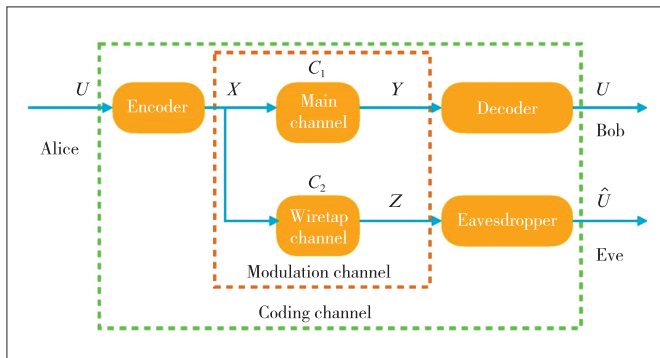 C₁
U
Encoder
X
Main
channel
Y
Decoder
U
Alice
Bob
C₂
Wiretap
channel
Z
Eavesdropper
Û
Eve
Modulation channel
Coding channel